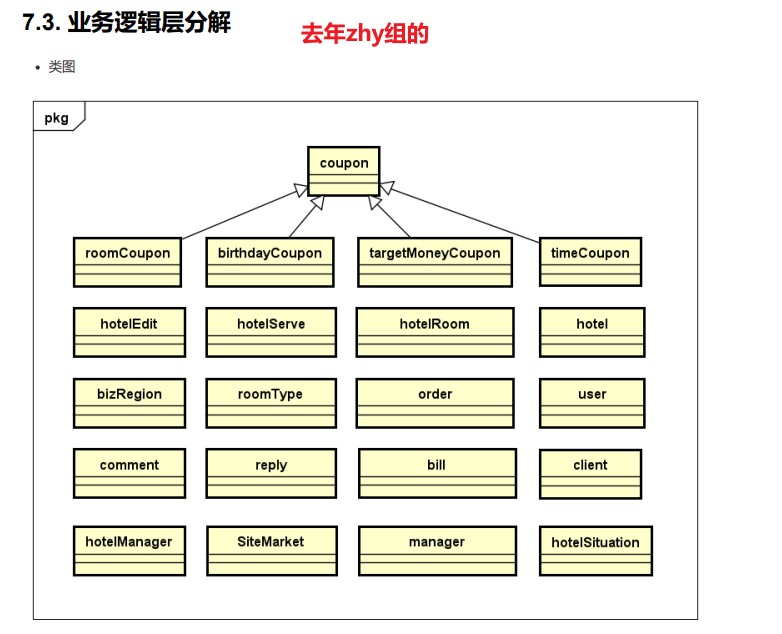 7.3. 业务逻辑层分解
去年zhy组的
类图
pkg
coupon
roomCoupon birthdayCoupon targetMoneyCoupon timeCoupon
hotelEdit hotelServe hotelRoom hotel
bizRegion roomType order user
comment reply bill client
hotelManager SiteMarket manager hotelSituation